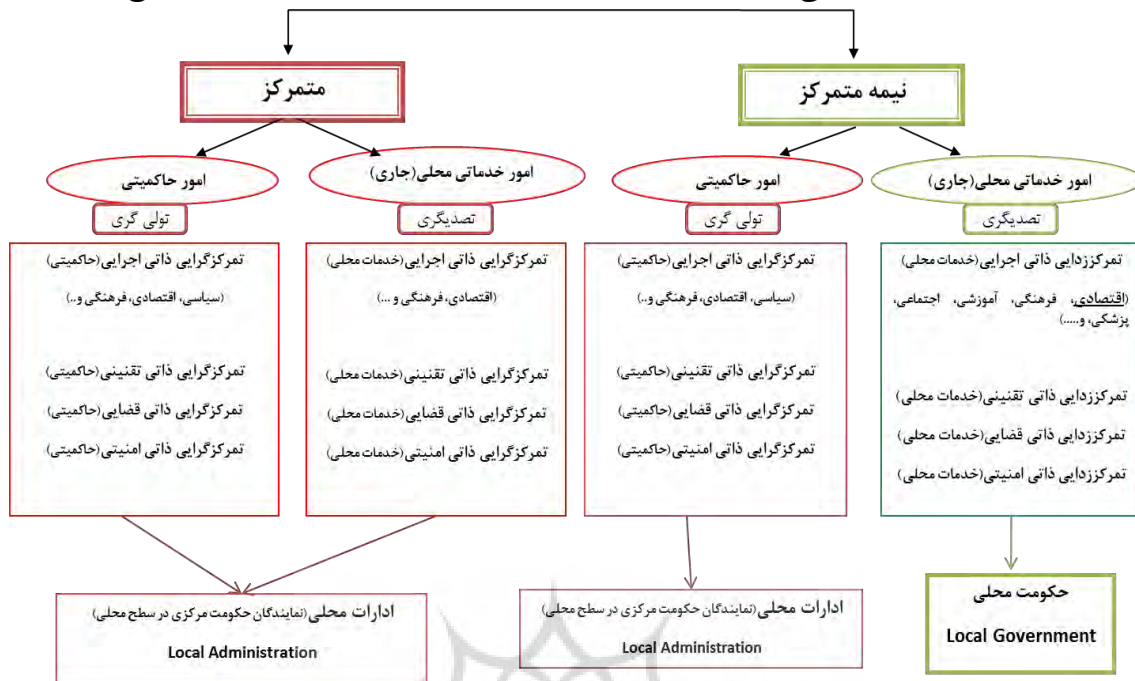 متمرکز
نیمه متمرکز
امور حاکمیتی
تولی گری
تمرکزگرایی ذاتی اجرایی(حاکمیتی)
(سیاسی، اقتصادی، فرهنگی و..)
تمرکزگرایی ذاتی تقنینی(حاکمیتی)
تمرکزگرایی ذاتی قضایی(حاکمیتی)
تمرکزگرایی ذاتی امنیتی(حاکمیتی)
امور خدماتی محلی(جاری)
تصدیگری
تمرکزگرایی ذاتی اجرایی(خدمات محلی)
(اقتصادی، فرهنگی و ...)
تمرکزگرایی ذاتی تقنینی(خدمات محلی)
تمرکزگرایی ذاتی قضایی(خدمات محلی)
تمرکزگرایی ذاتی امنیتی(خدمات محلی)
امور حاکمیتی
تولی گری
تمرکزگرایی ذاتی اجرایی(حاکمیتی)
(سیاسی، اقتصادی، فرهنگی و..)
تمرکزگرایی ذاتی تقنینی(حاکمیتی)
تمرکزگرایی ذاتی قضایی(حاکمیتی)
تمرکزگرایی ذاتی امنیتی(حاکمیتی)
امور خدماتی محلی(جاری)
تصدیگری
تمرکززدایی ذاتی اجرایی(خدمات محلی)
(اقتصادی، فرهنگی، آموزشی، اجتماعی،
پزشکی، و.....)
تمرکززدایی ذاتی تقنینی(خدمات محلی)
تمرکززدایی ذاتی قضایی(خدمات محلی)
تمرکززدایی ذاتی امنیتی(خدمات محلی)
ادارات محلی(نمایندگان حکومت مرکزی در سطح محلی)
Local Administration
ادارات محلی(نمایندگان حکومت مرکزی در سطح محلی)
Local Administration
حکومت محلی
Local Government